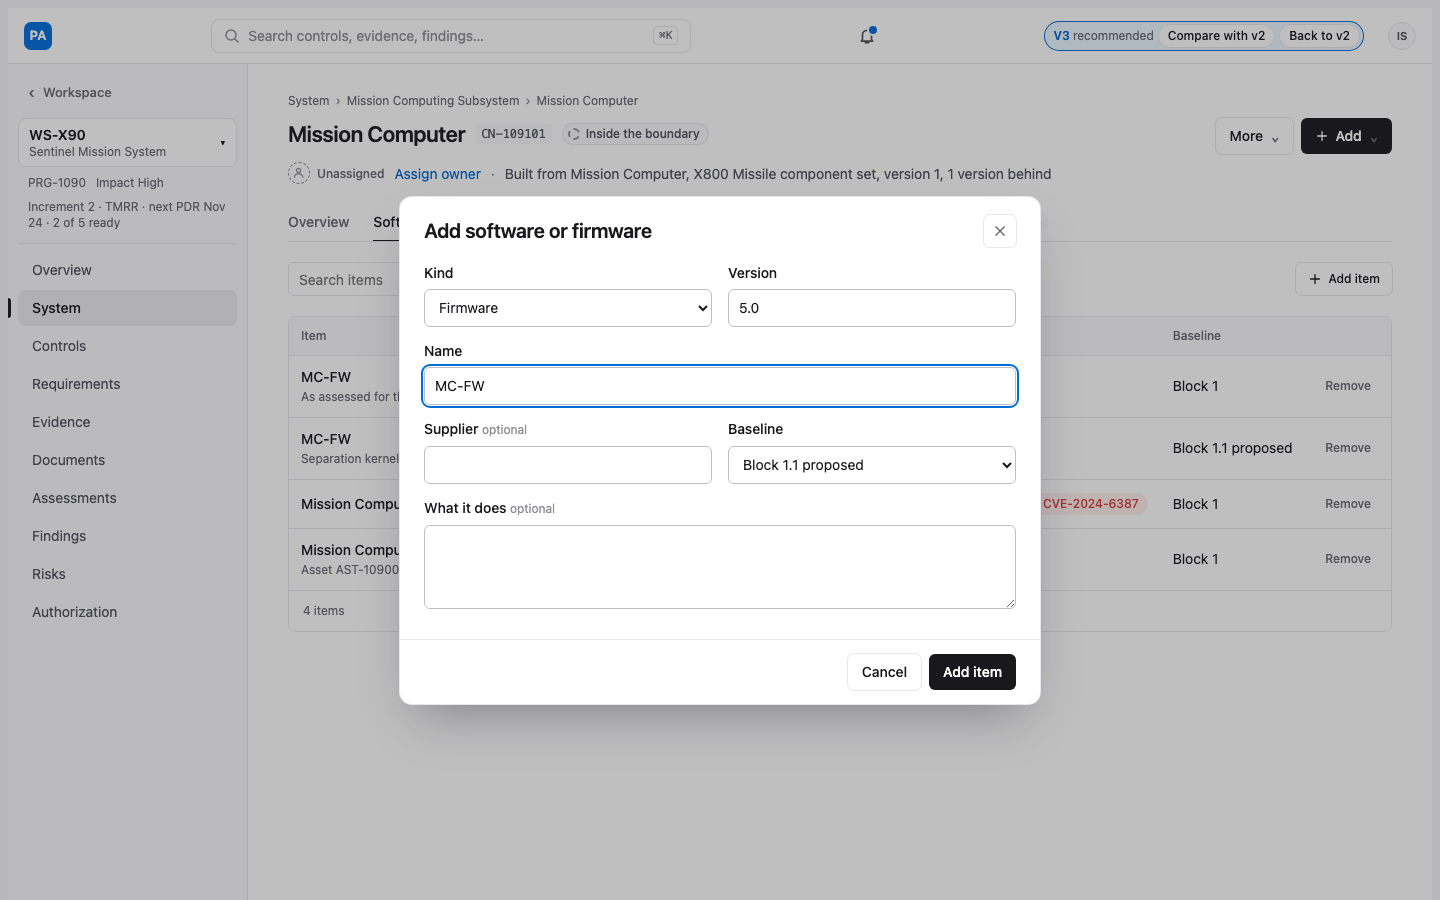 PA
Search controls, evidence, findings...
⌘K
V3 recommended Compare with v2 Back to v2
IS
‹ Workspace
WS-X90
Sentinel Mission System
PRG-1090 Impact High
Increment 2 · TMRR · next PDR Nov
24 · 2 of 5 ready
Overview
System
Controls
Requirements
Evidence
Documents
Assessments
Findings
Risks
Authorization
System › Mission Computing Subsystem › Mission Computer
Mission Computer CN-109101 Inside the boundary
More
+ Add
Unassigned Assign owner · Built from Mission Computer, X800 Missile component set, version 1, 1 version behind
Overview Soft
Search items
+ Add item
Item Baseline
MC-FW
As assessed for
Block 1 Remove
MC-FW
Separation kernel
Block 1.1 proposed Remove
Mission
CVE-2024-6387 Block 1 Remove
Mission
Asset AST-10900
Block 1 Remove
4 items
Add software or firmware
Kind Version
Firmware 5.0
Name
MC-FW
Supplier optional Baseline
Block 1.1 proposed
What it does optional
Cancel Add item